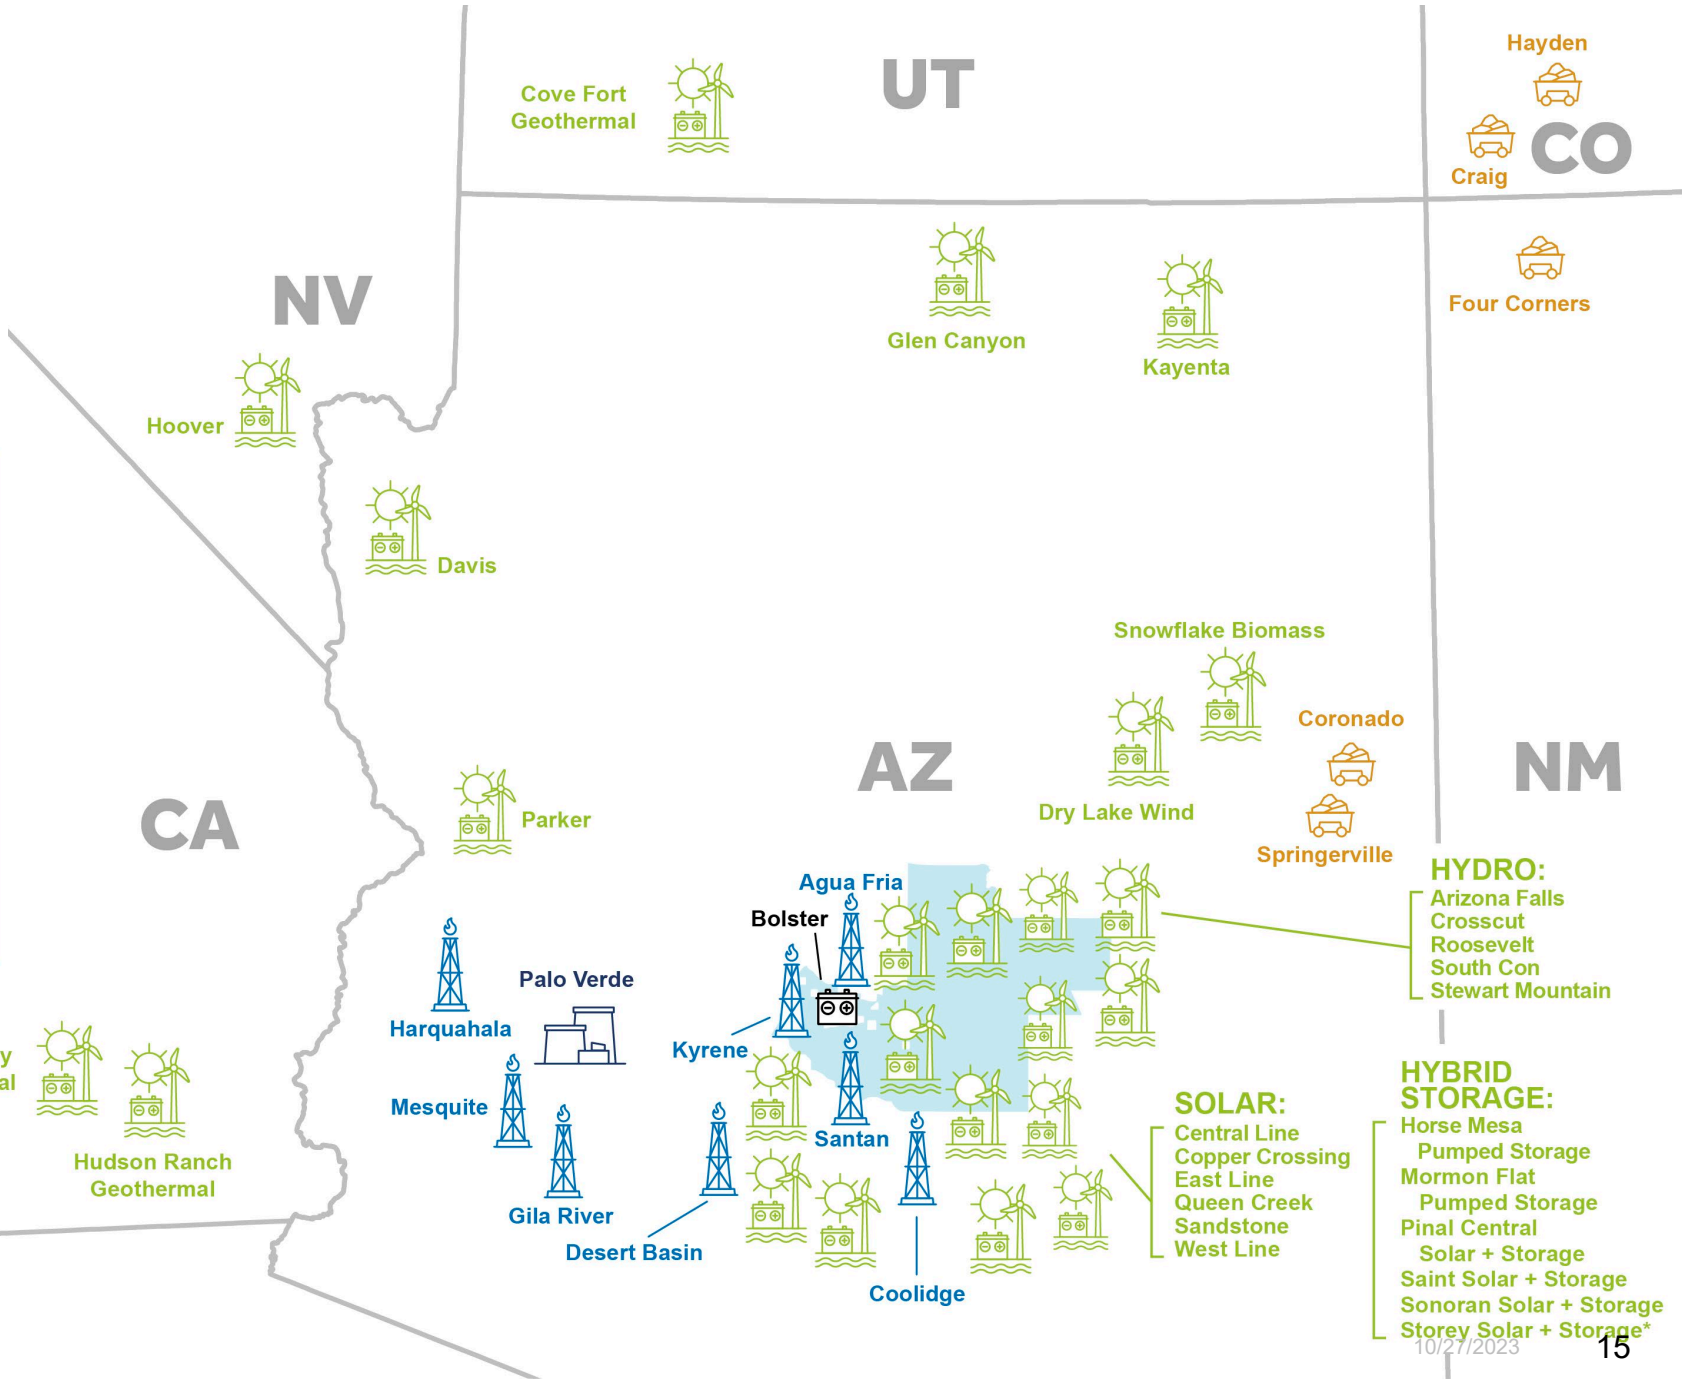 Hayden
UT
Cove Fort
Geothermal
CO
Craig
NV
Four Corners
Glen Canyon
Kayenta
Hoover
Davis
Snowflake Biomass
Coronado
AZ
NM
CA
Dry Lake Wind
Parker
Springerville
HYDRO:
Arizona Falls
Crosscut
Roosevelt
South Con
Stewart Mountain
Agua Fria
Bolster
Palo Verde
Harquahala
Kyrene
y
al
Mesquite
Santan
Hudson Ranch
Geothermal
Gila River
Desert Basin
Coolidge
SOLAR:
Central Line
Copper Crossing
East Line
Queen Creek
Sandstone
West Line
HYBRID
STORAGE:
Horse Mesa
Pumped Storage
Mormon Flat
Pumped Storage
Pinal Central
Solar + Storage
Saint Solar + Storage
Sonoran Solar + Storage
Storey Solar + Storage*
10/27/2023
15